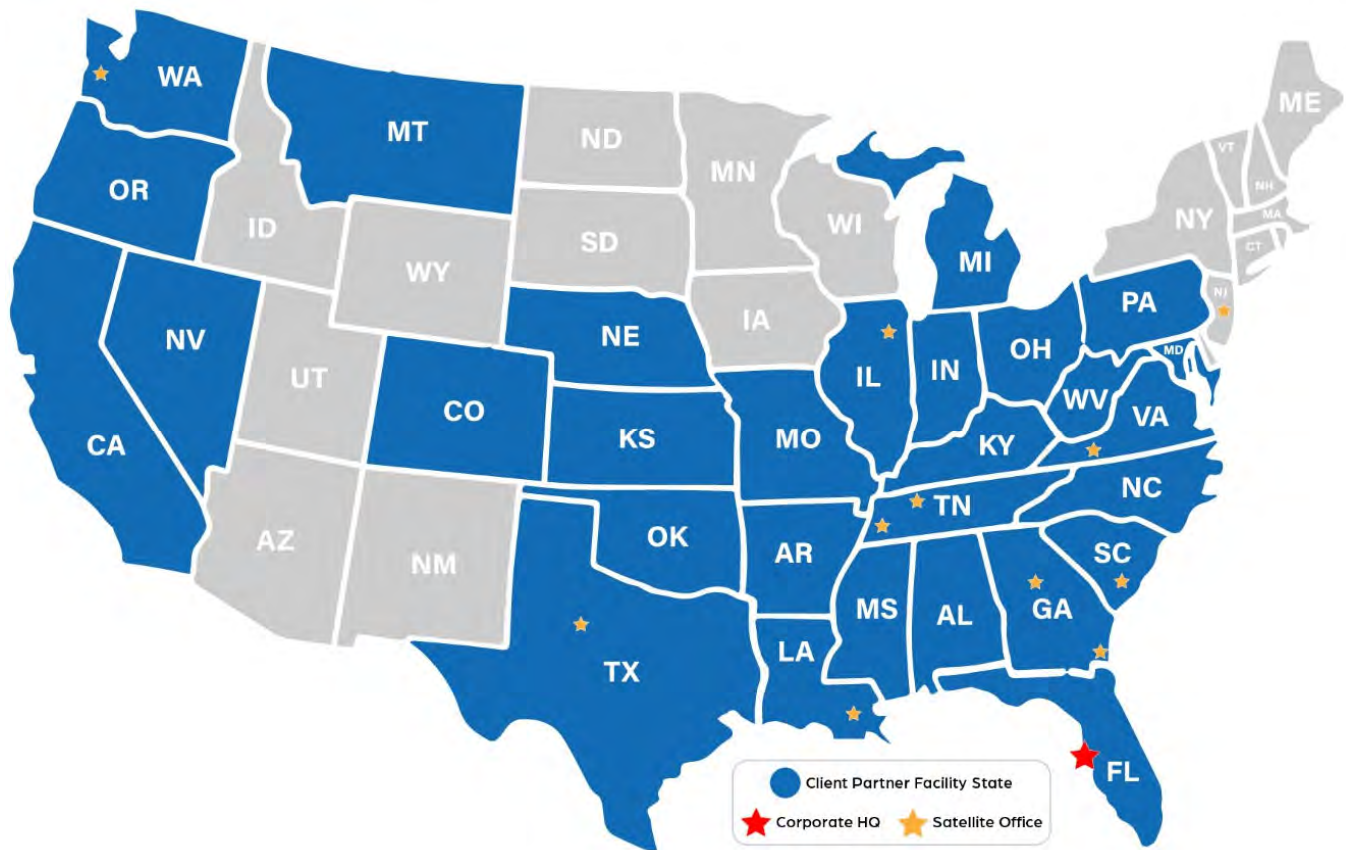 WA
MT
ND
MN
ME
VT
NH
OR
ID
SD
WI
NY
MA
CT
WY
MI
PA
NJ
NV
IA
NE
OH
MD
UT
IL
IN
WV
VA
CA
CO
KS
MO
KY
NC
AZ
NM
OK
AR
TN
SC
MS
AL
GA
TX
LA
FL
Client Partner Facility State
Corporate HQ
Satellite Office